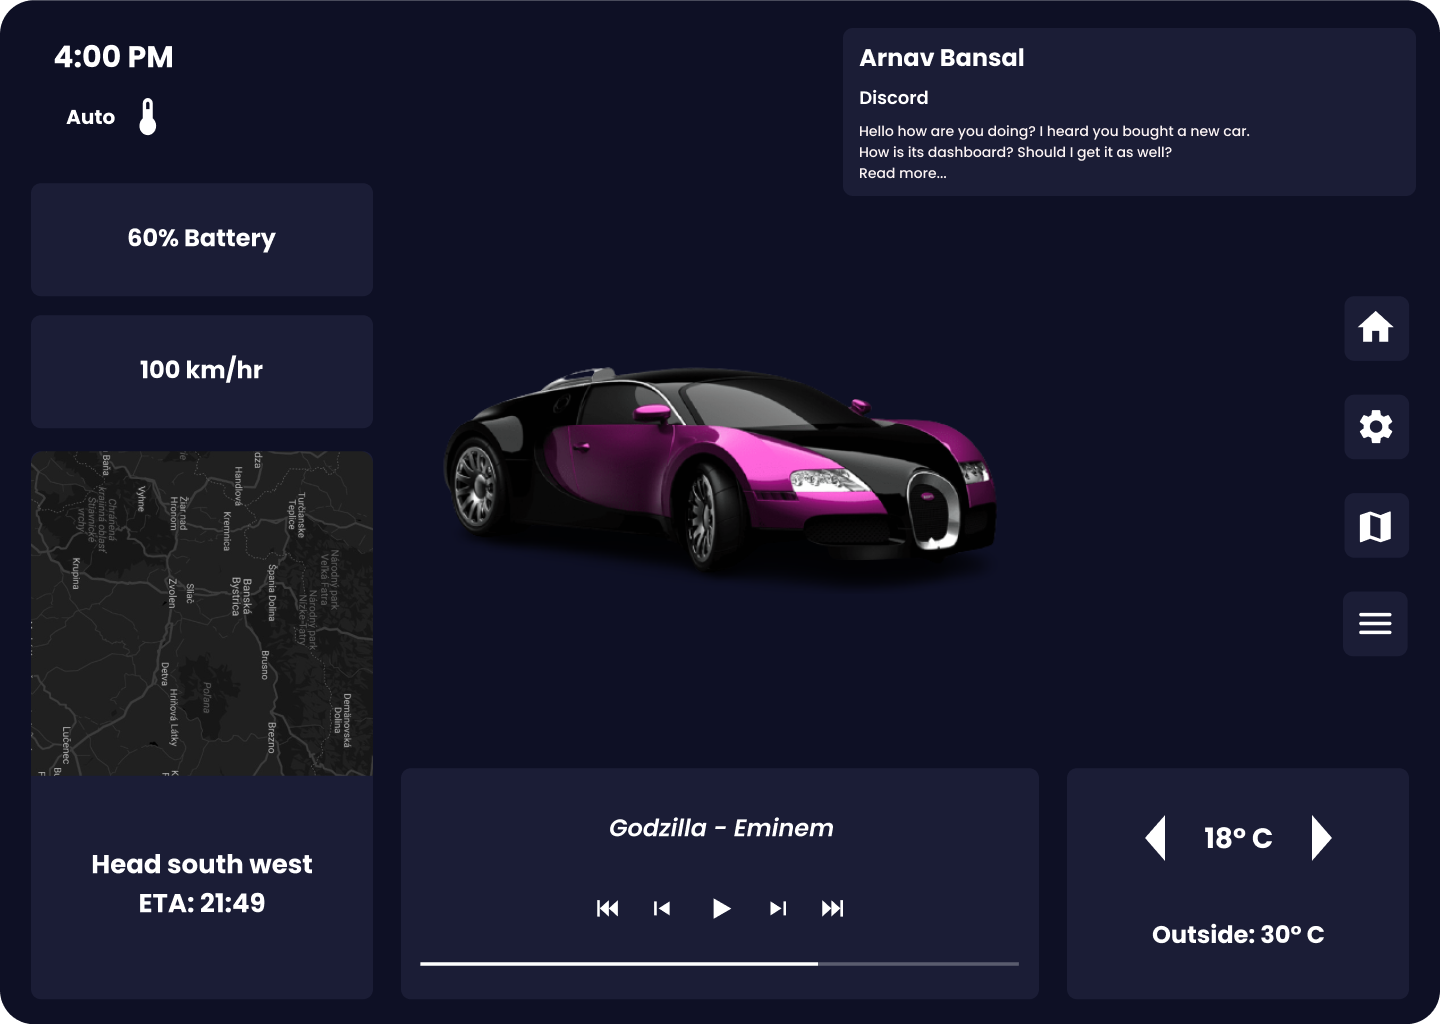 4:00 PM
Auto
Arnav Bansal
Discord
Hello how are you doing? I heard you bought a new car.
How is its dashboard? Should I get it as well?
Read more...
60% Battery
100 km/hr
Baňa
Chránená
krajinná oblasť
Štiavnické
vrchy
Vyhne
Žiar nad
Hronom
Handlová
Kremnica
dza
Turčianske
Teplice
Krupina
Zvolen
Sliač
Banská
Bystrica
Špania Dolina
Národný park
Veľká Fatra
Národný park
Nízke Tatry
Brusno
Detva
Hriňová Látky
Poľana
Demänovská
Dolina
Brezno
Lučenec
Head south west
ETA: 21:49
Godzilla - Eminem
18° C
Outside: 30° C